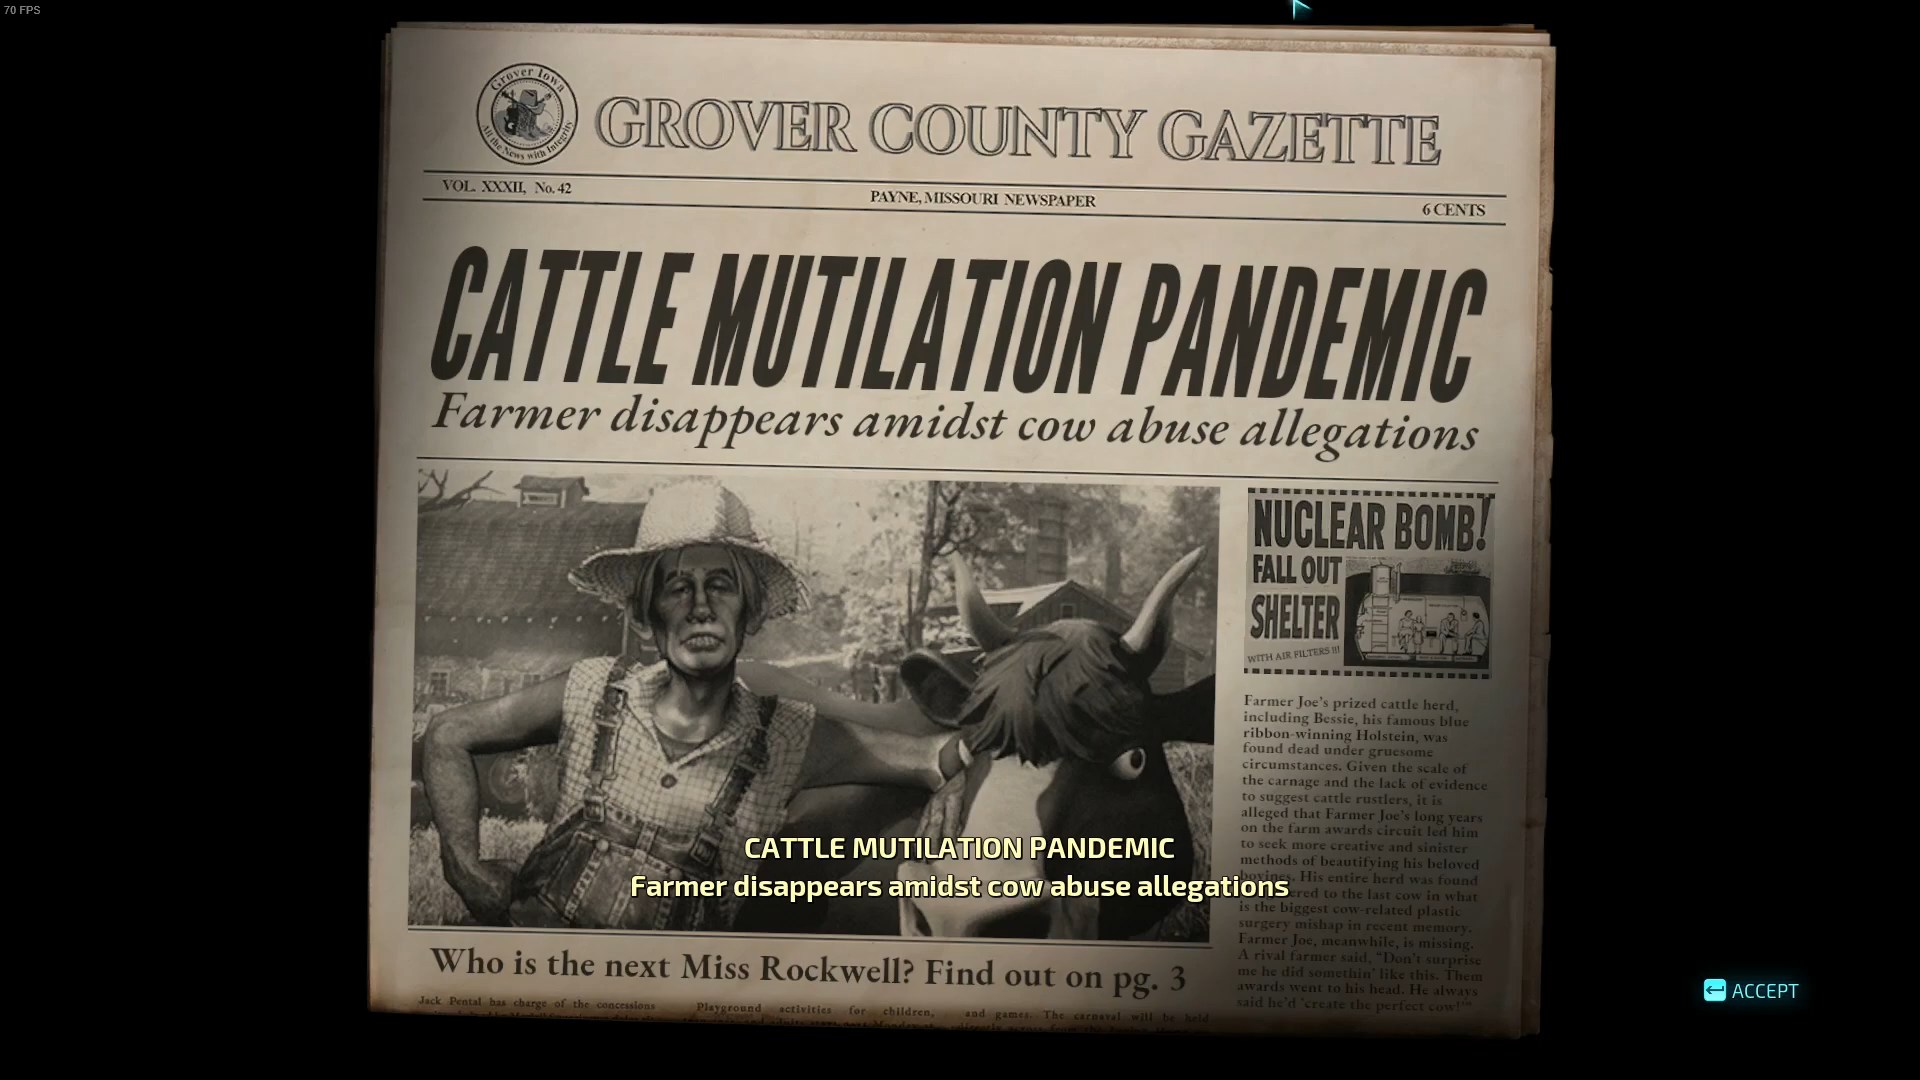 70 FPS
Grover Iowa
All the News with Integrity
GROVER COUNTY GAZETTE
VOL. XXXII, No. 42
PAYNE, MISSOURI NEWSPAPER
6 CENTS
CATTLE MUTILATION PANDEMIC
Farmer disappears amidst cow abuse allegations
NUCLEAR BOMB!
FALL OUT
SHELTER
WITH AIR FILTERS !!!
Farmer Joe's prized cattle herd,
including Bessie, his famous blue
ribbon-winning Holstein, was
found dead under gruesome
circumstances. Given the scale of
the carnage and the lack of evidence
to suggest cattle rustlers, it is
alleged that Farmer Joe's long years
on the farm awards circuit led him
to seek more creative and sinister
methods of beautifying his beloved
bovines. His entire herd was found
to the last cow in what
is the biggest cow-related plastic
surgery mishap in recent memory.
Farmer Joe, meanwhile, is missing.
A rival farmer said, "Don't surprise
me he did somethin' like this. Them
awards went to his head. He always
said he'd 'create the perfect cow!'"
CATTLE MUTILATION PANDEMIC
Farmer disappears amidst cow abuse allegations
Who is the next Miss Rockwell? Find out on pg. 3
Jack Pental has charge of the concessions
Playground activities for children,
and games. The carnaval will be held
ACCEPT